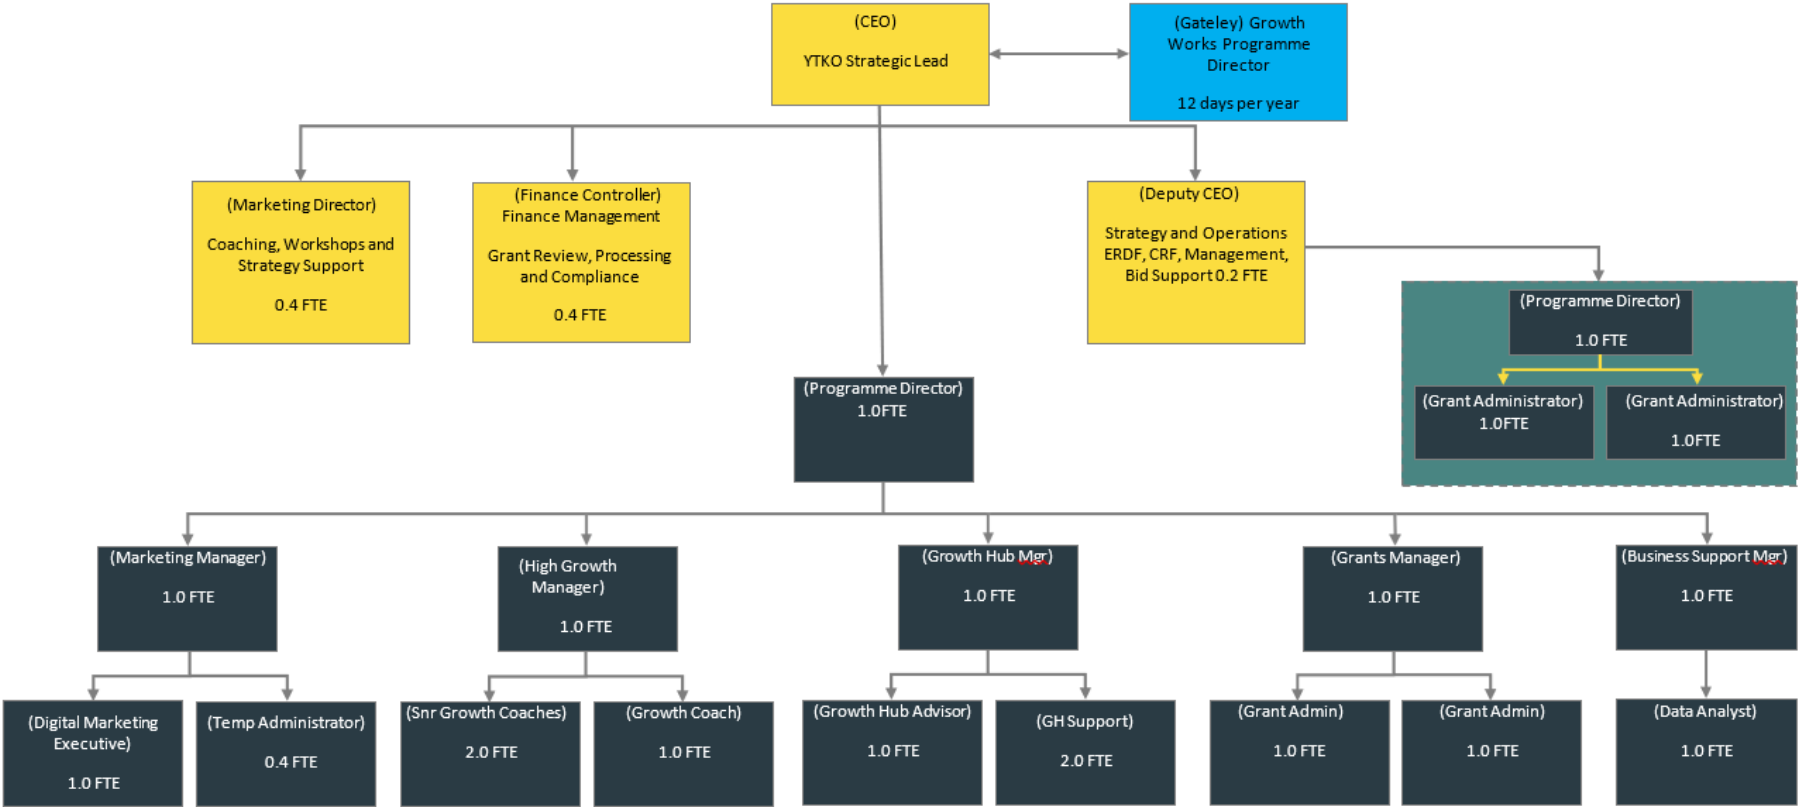 (CEO)
YTKO Strategic Lead
(Gateley) Growth
Works Programme
Director
12 days per year
(Marketing Director)
Coaching, Workshops and
Strategy Support
0.4 FTE
(Finance Controller)
Finance Management
Grant Review, Processing
and Compliance
0.4 FTE
(Deputy CEO)
Strategy and Operations
ERDF, CRF, Management,
Bid Support 0.2 FTE
(Programme Director)
1.0 FTE
(Grant Administrator)
1.0FTE
(Grant Administrator)
1.0FTE
(Programme Director)
1.0FTE
(Marketing Manager)
1.0 FTE
(High Growth
Manager)
1.0 FTE
(Growth Hub Mgr)
1.0 FTE
(Grants Manager)
1.0 FTE
(Business Support Mgr)
1.0 FTE
(Digital Marketing
Executive)
1.0 FTE
(Temp Administrator)
0.4 FTE
(Snr Growth Coaches)
2.0 FTE
(Growth Coach)
1.0 FTE
(Growth Hub Advisor)
1.0 FTE
(GH Support)
2.0 FTE
(Grant Admin)
1.0 FTE
(Grant Admin)
1.0 FTE
(Data Analyst)
1.0 FTE